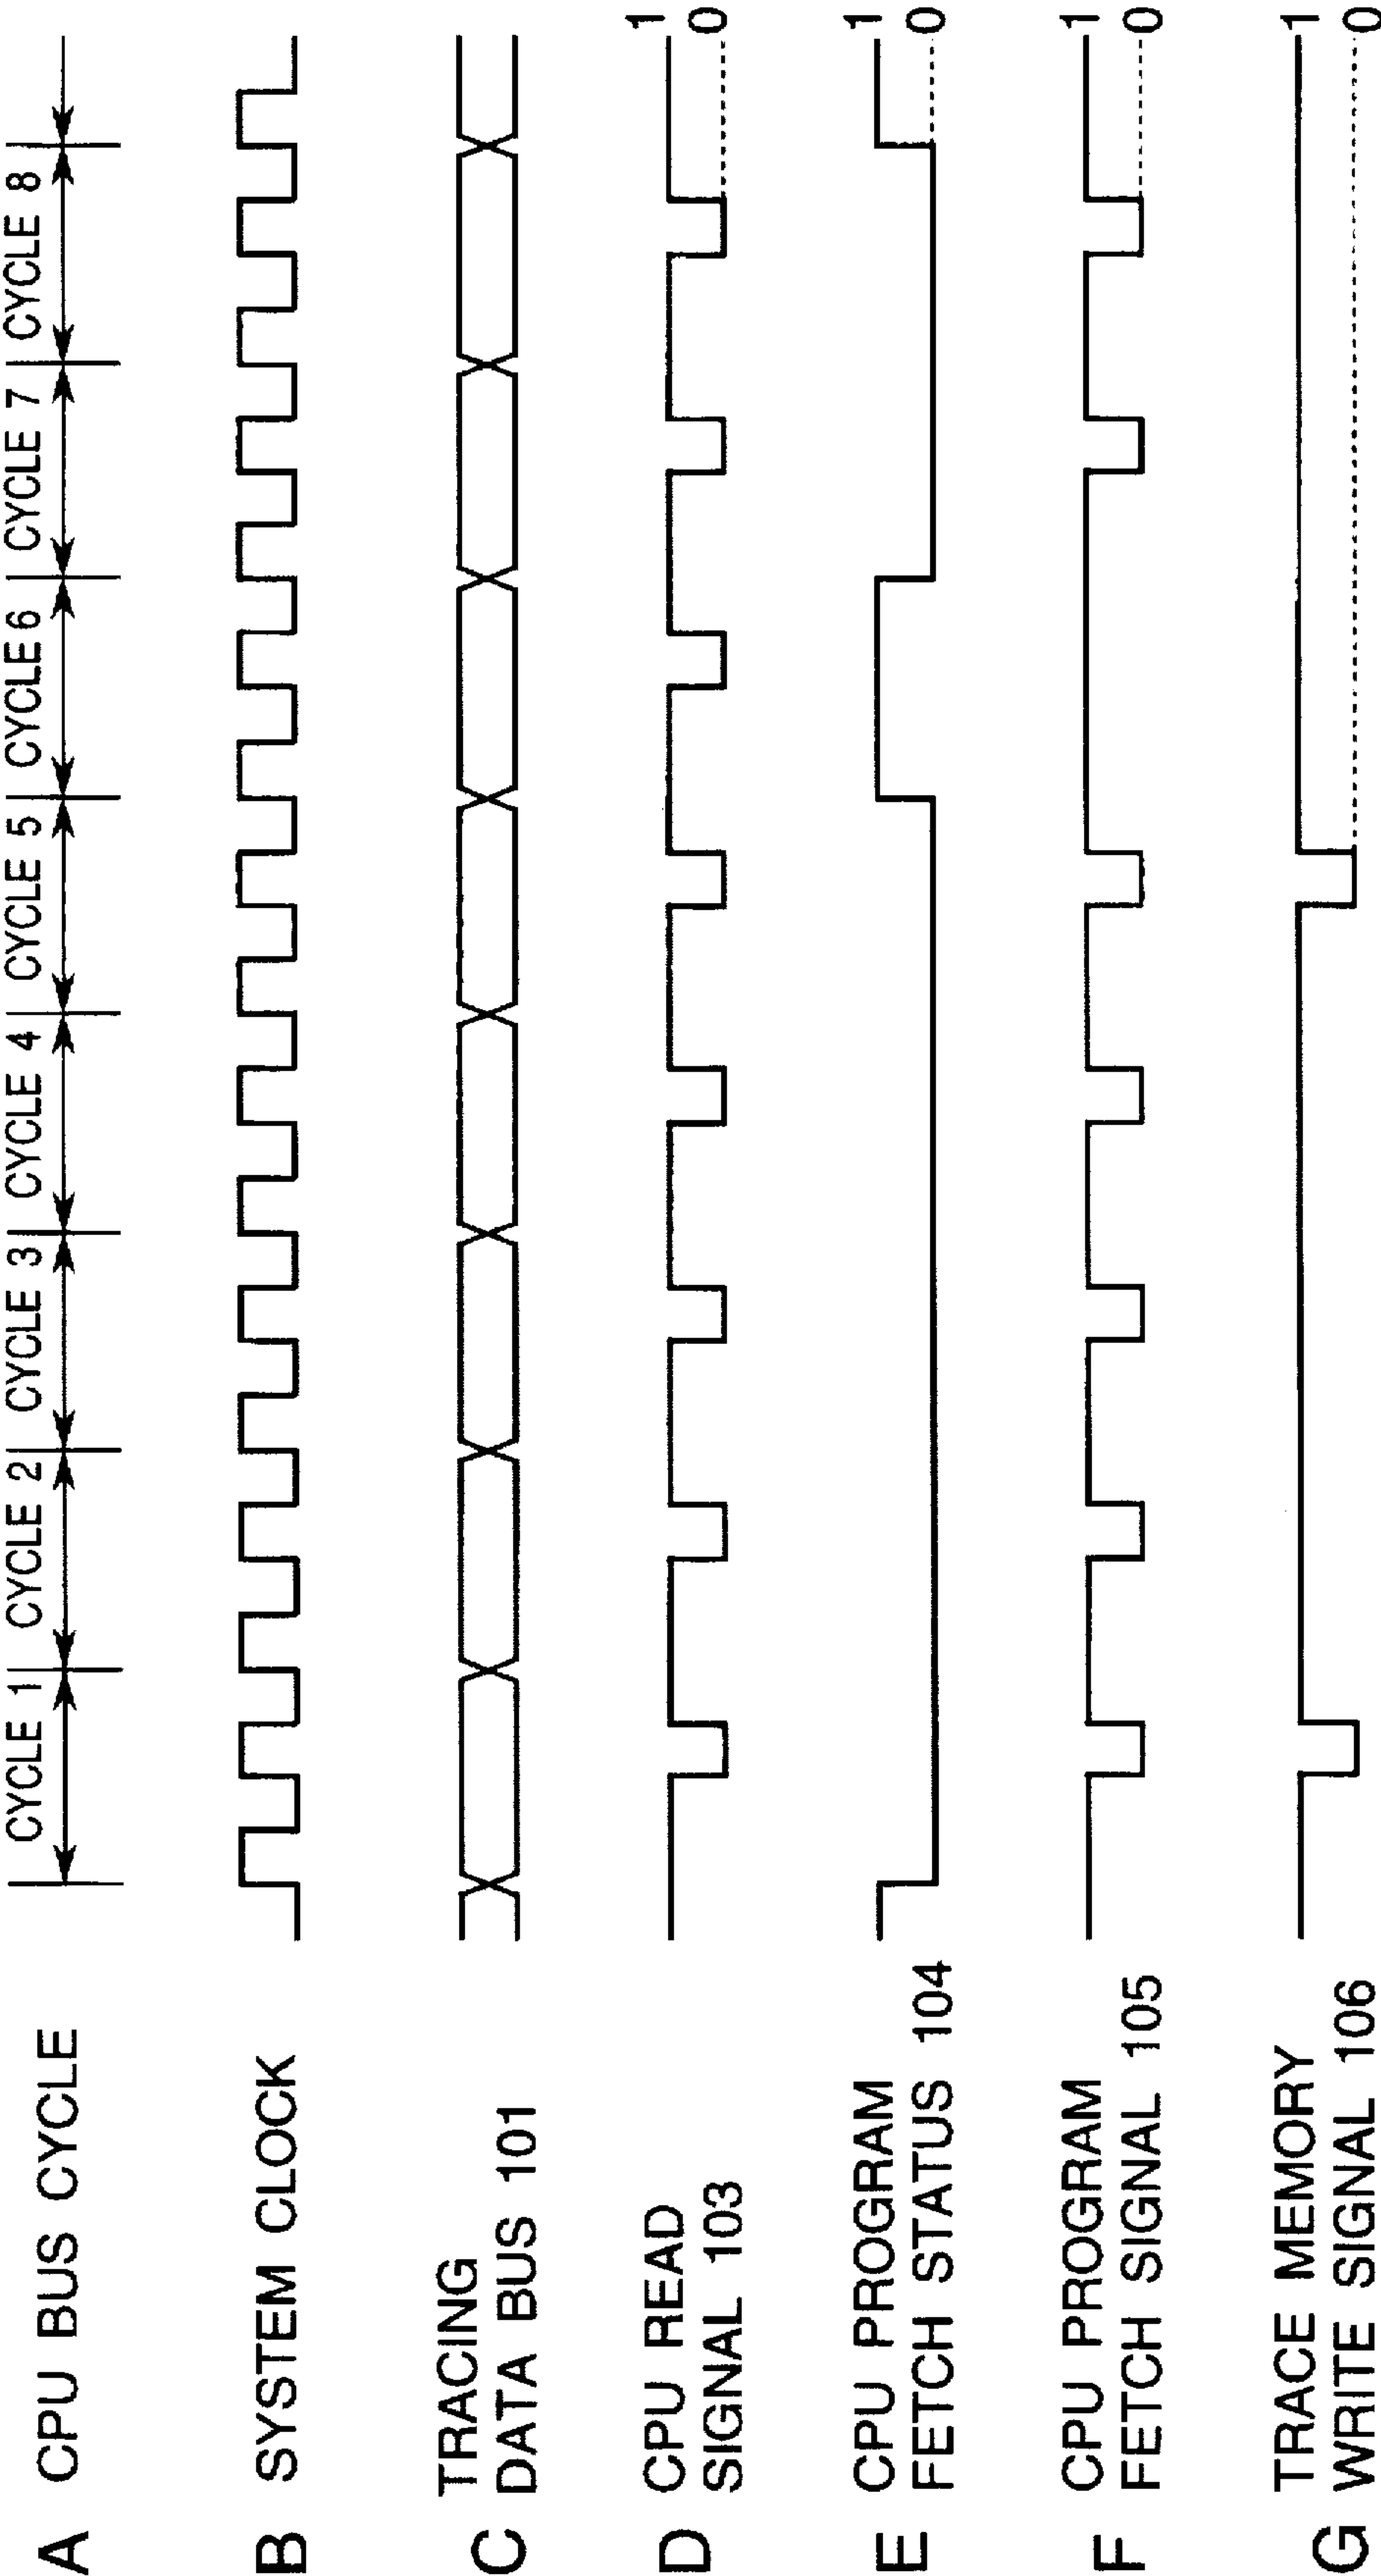 A CPU BUS CYCLE
CYCLE 1 CYCLE 2 CYCLE 3 CYCLE 4 CYCLE 5 CYCLE 6 CYCLE 7 CYCLE 8
B SYSTEM CLOCK
C TRACING
DATA BUS 101
D CPU READ
SIGNAL 103
1
0
E CPU PROGRAM
FETCH STATUS 104
1
0
F CPU PROGRAM
FETCH SIGNAL 105
1
0
G TRACE MEMORY
WRITE SIGNAL 106
1
0